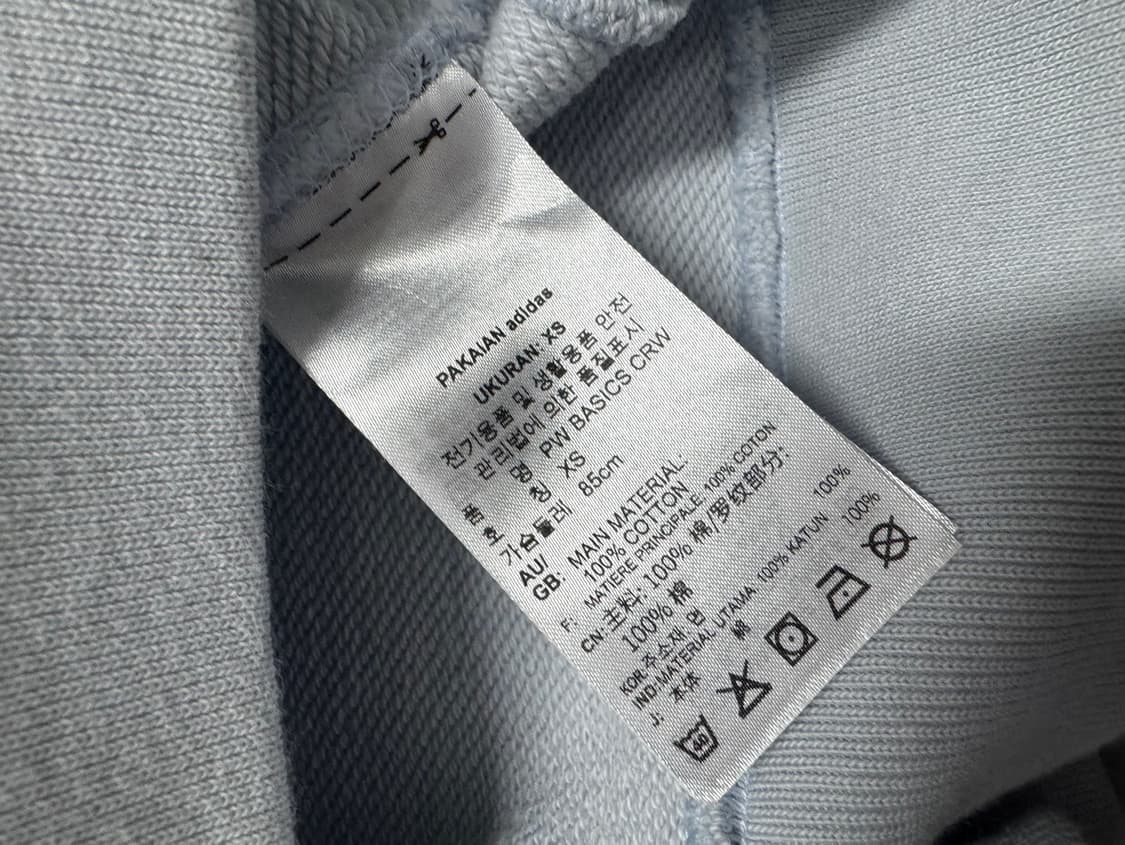 PAKAIAN adidas
UKURAN: XS
전기용품 및 생활용품 안전
관리법에 의한 품질표시
품 명 PW BASICS CRW
호 칭 XS
가슴둘레 85cm
AU/
GB: MAIN MATERIAL:
100% COTTON
F: MATIERE PRINCIPALE 100% COTON
CN: 主料: 100% 棉/罗纹部分:
100% 棉
KOR: 주소재 면 100%
IND: MATERIAL UTAMA 100% KATUN
J: 本体 綿 100%